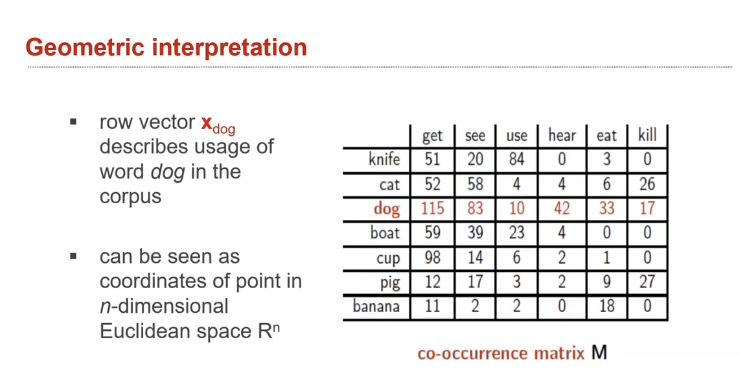 Geometric interpretation
▪ row vector xdog
describes usage of
word dog in the
corpus
▪ can be seen as
coordinates of point in
n-dimensional
Euclidean space Rⁿ
get see use hear eat kill
knife 51 20 84 0 3 0
cat 52 58 4 4 6 26
dog 115 83 10 42 33 17
boat 59 39 23 4 0 0
cup 98 14 6 2 1 0
pig 12 17 3 2 9 27
banana 11 2 2 0 18 0
co-occurrence matrix M